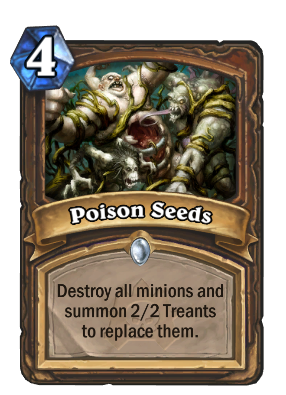 4
Poison Seeds
Destroy all minions and
summon 2/2 Treants
to replace them.